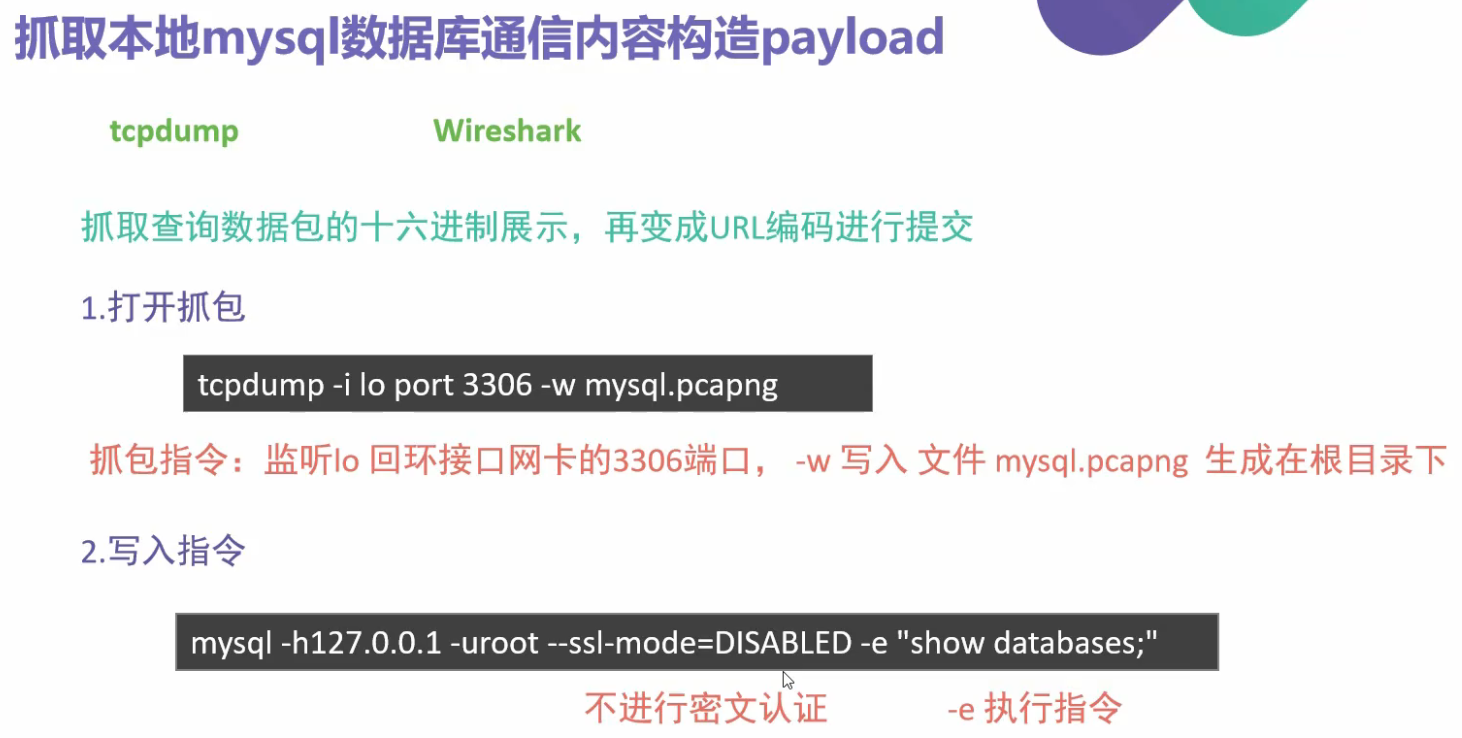 抓取本地mysql数据库通信内容构造payload
tcpdump Wireshark
抓取查询数据包的十六进制展示，再变成URL编码进行提交
1.打开抓包
tcpdump -i lo port 3306 -w mysql.pcapng
抓包指令：监听lo 回环接口网卡的3306端口， -w 写入 文件 mysql.pcapng 生成在根目录下
2.写入指令
mysql -h127.0.0.1 -uroot --ssl-mode=DISABLED -e "show databases;"
不进行密文认证 -e 执行指令